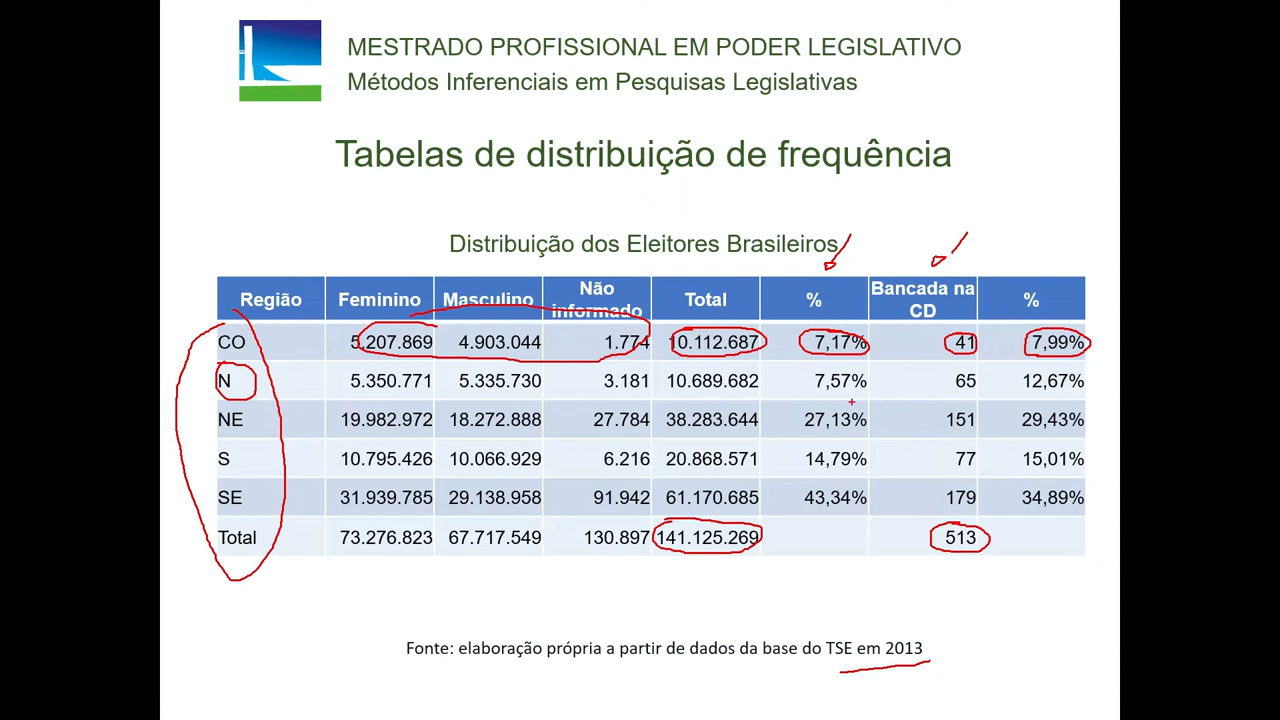 MESTRADO PROFISSIONAL EM PODER LEGISLATIVO
Métodos Inferenciais em Pesquisas Legislativas
Tabelas de distribuição de frequência
Distribuição dos Eleitores Brasileiros
Região Feminino Masculino Não informado Total % Bancada na CD %
CO 5.207.869 4.903.044 1.774 10.112.687 7,17% 41 7,99%
N 5.350.771 5.335.730 3.181 10.689.682 7,57% 65 12,67%
NE 19.982.972 18.272.888 27.784 38.283.644 27,13% 151 29,43%
S 10.795.426 10.066.929 6.216 20.868.571 14,79% 77 15,01%
SE 31.939.785 29.138.958 91.942 61.170.685 43,34% 179 34,89%
Total 73.276.823 67.717.549 130.897 141.125.269 513
Fonte: elaboração própria a partir de dados da base do TSE em 2013